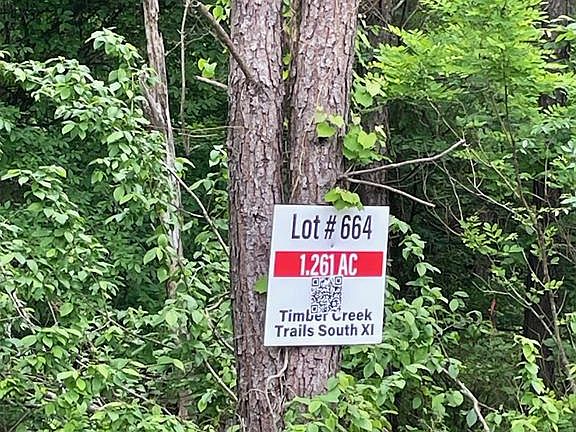 Lot # 664
1.261 AC
Timber Creek
Trails South XI